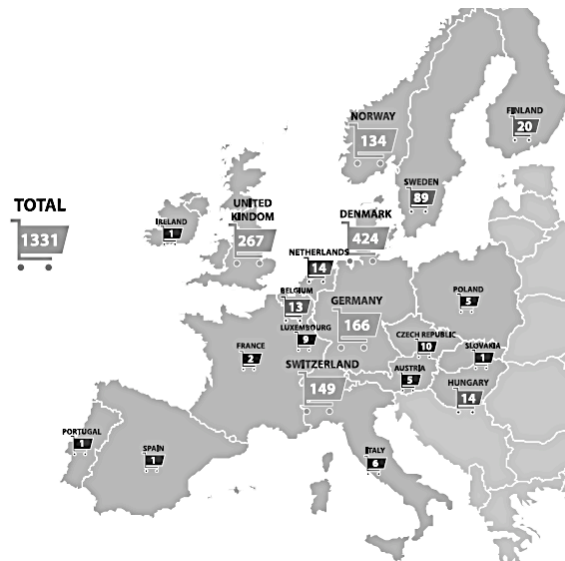 NORWAY
134
FINLAND
20
SWEDEN
89
TOTAL
1331
IRELAND
1
UNITED
KINDOM
267
DENMARK
424
NETHERLANDS
14
BELGIUM
13
GERMANY
166
POLAND
5
LUXEMBOURG
9
CZECH REPUBLIC
10
SLOVAKIA
1
FRANCE
2
SWITZERLAND
149
AUSTRIA
5
HUNGARY
14
PORTUGAL
1
SPAIN
1
ITALY
6